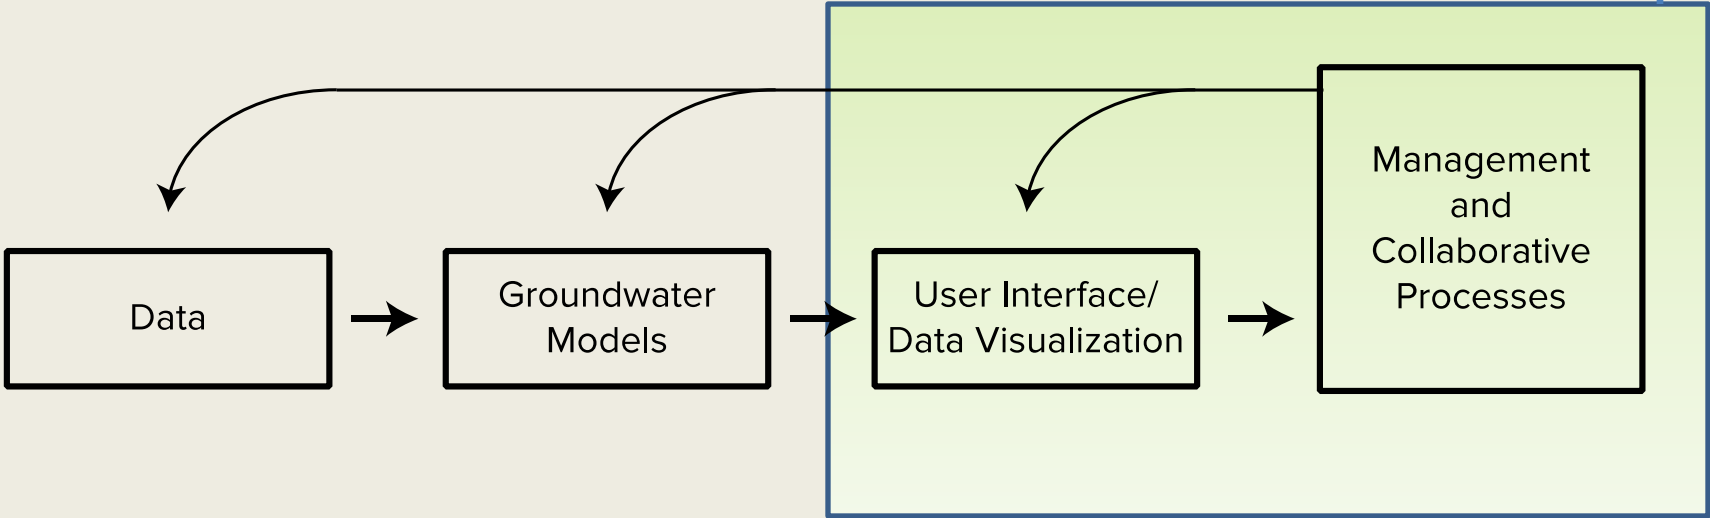 Data
Groundwater
Models
User Interface/
Data Visualization
Management
and
Collaborative
Processes